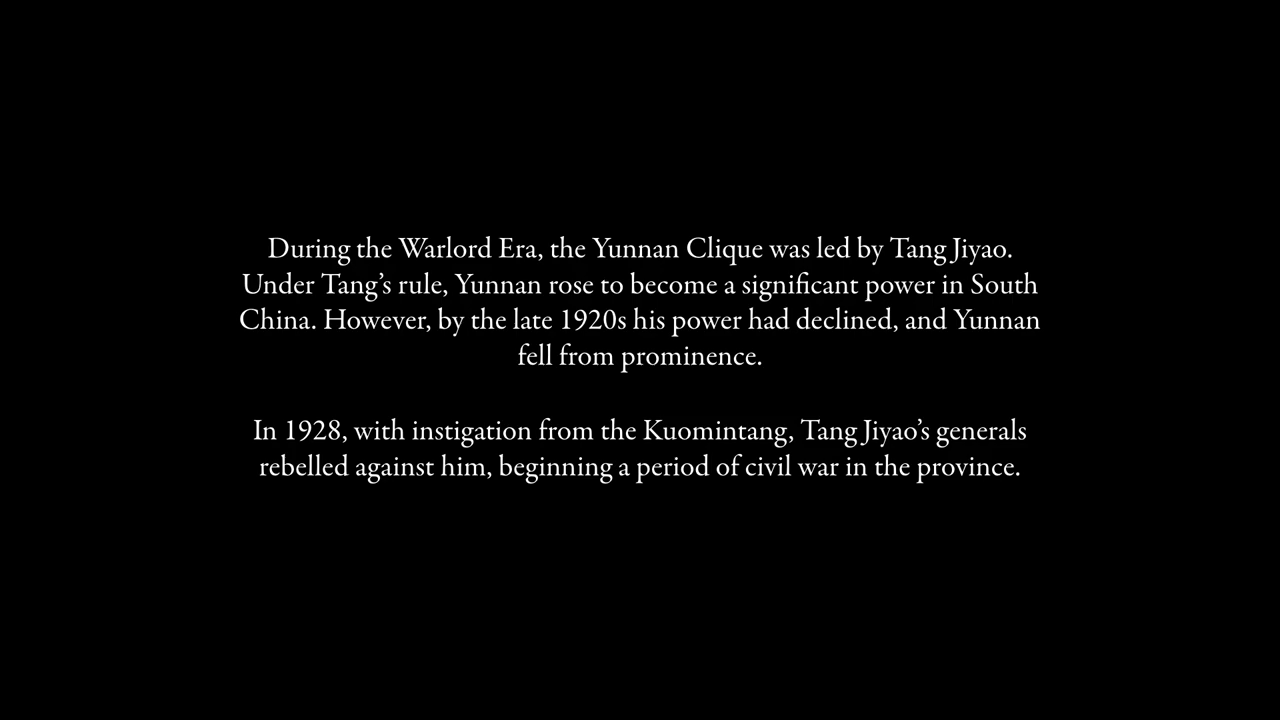 During the Warlord Era, the Yunnan Clique was led by Tang Jiyao.
Under Tang’s rule, Yunnan rose to become a significant power in South
China. However, by the late 1920s his power had declined, and Yunnan
fell from prominence.
In 1928, with instigation from the Kuomintang, Tang Jiyao’s generals
rebelled against him, beginning a period of civil war in the province.